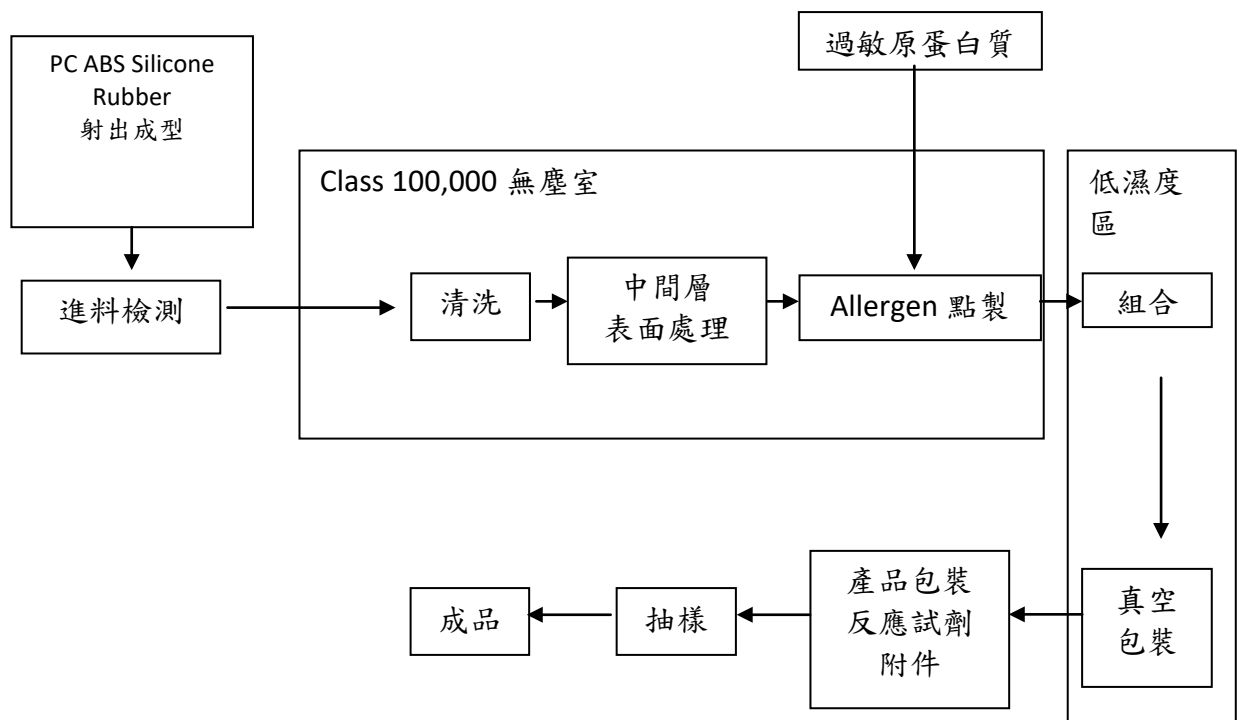 過敏原蛋白質
PC ABS Silicone
Rubber
射出成型
Class 100,000 無塵室
低濕度
區
進料檢測
清洗
中間層
表面處理
Allergen 點製
組合
成品
抽樣
產品包裝
反應試劑
附件
真空
包裝